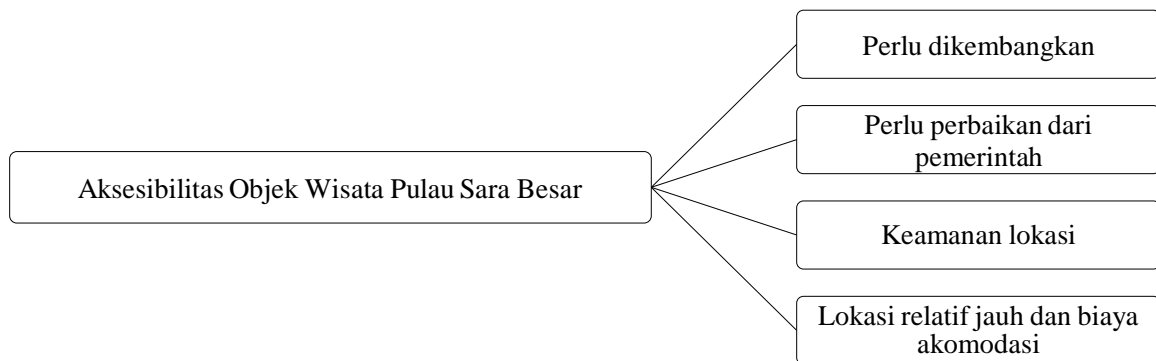 Perlu dikembangkan
Perlu perbaikan dari
pemerintah
Aksesibilitas Objek Wisata Pulau Sara Besar
Keamanan lokasi
Lokasi relatif jauh dan biaya
akomodasi